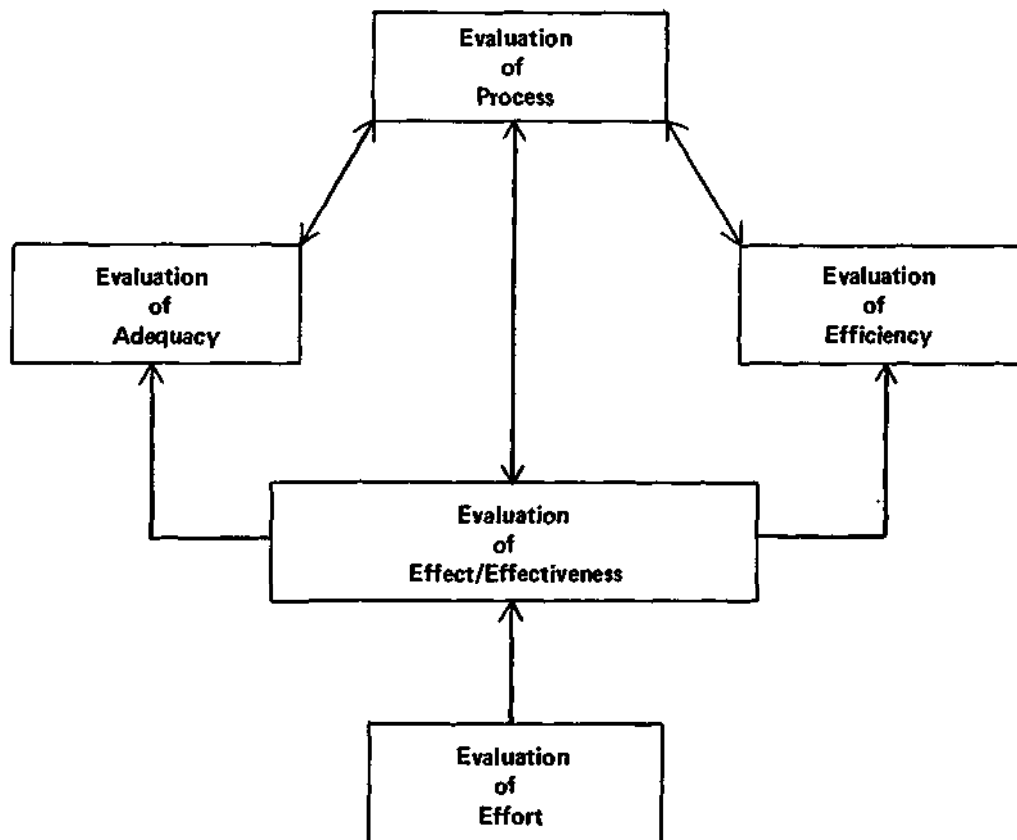 Evaluation
of
Process
Evaluation
of
Adequacy
Evaluation
of
Efficiency
Evaluation
of
Effect/Effectiveness
Evaluation
of
Effort